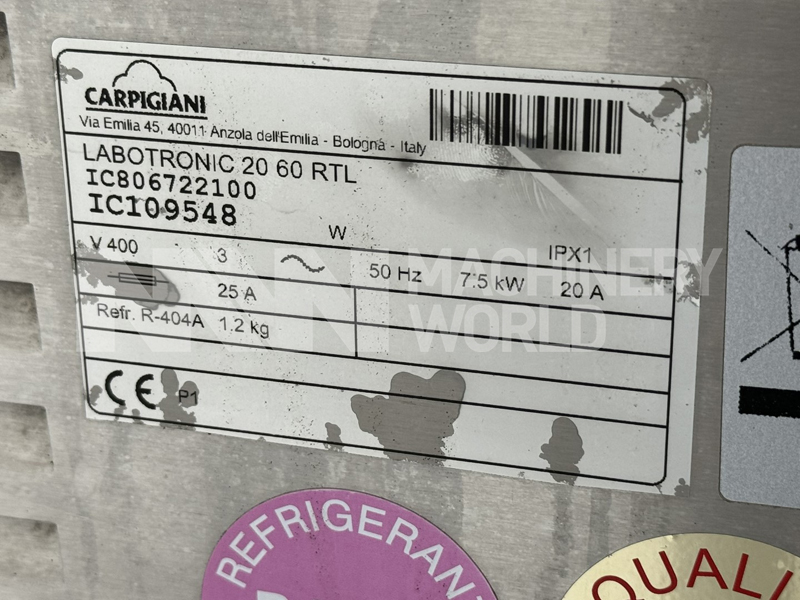 CARPIGIANI
Via Emilia 45, 40011 Anzola dell'Emilia - Bologna - Italy
LABOTRONIC 20 60 RTL
IC806722100
IC109548
W
V 400 3 50 Hz 7.5 kW IPX1 20 A
25 A
Refr. R-404A 1.2 kg
CE P1
MACHINERY
WORLD
REFRIGERANT
QUALI